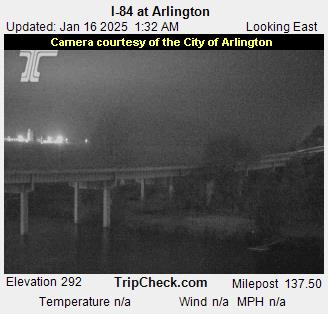 I-84 at Arlington
Updated: Jan 16 2025 1:32 AM Looking East
Camera courtesy of the City of Arlington
Elevation 292 TripCheck.com Milepost 137.50
Temperature n/a Wind n/a MPH n/a